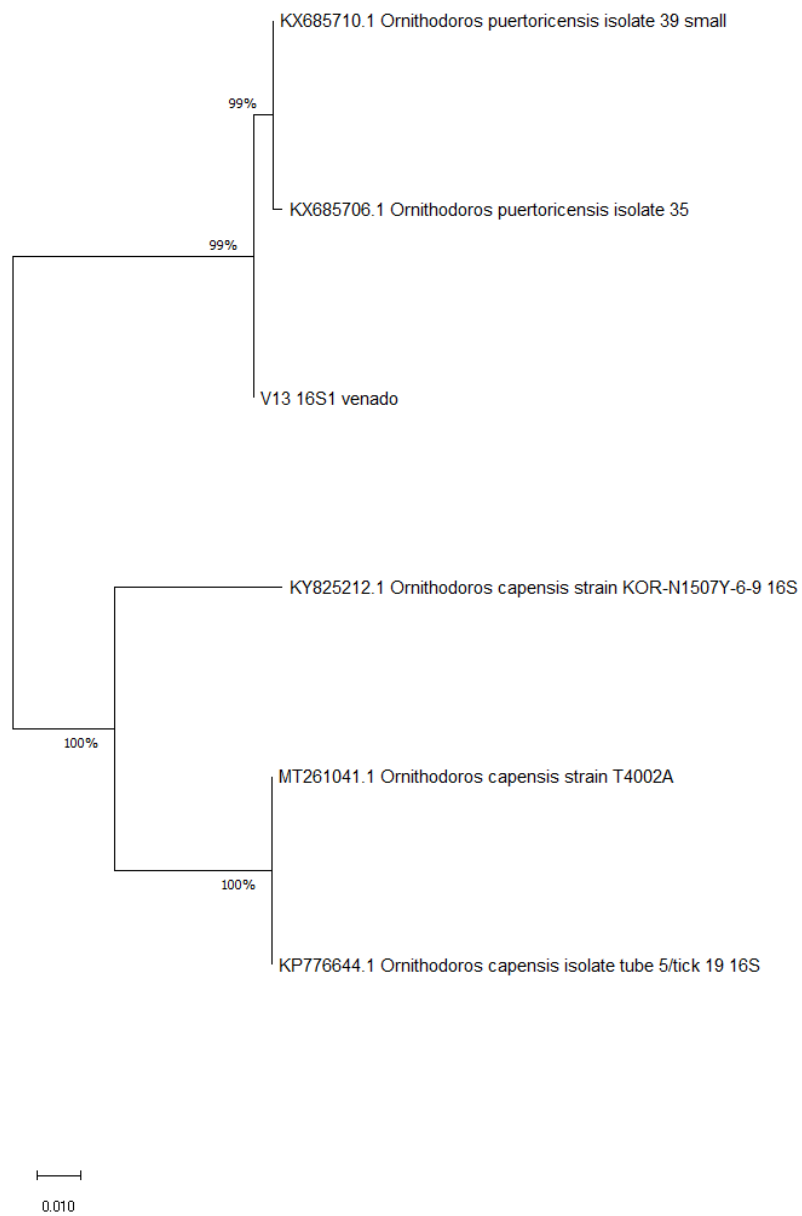 KX685710.1 Ornithodoros puertoricensis isolate 39 small
99%
KX685706.1 Ornithodoros puertoricensis isolate 35
99%
V13 16S1 venado
KY825212.1 Ornithodoros capensis strain KOR-N1507Y-6-9 16S
100%
MT261041.1 Ornithodoros capensis strain T4002A
100%
KP776644.1 Ornithodoros capensis isolate tube 5/tick 19 16S
0.010